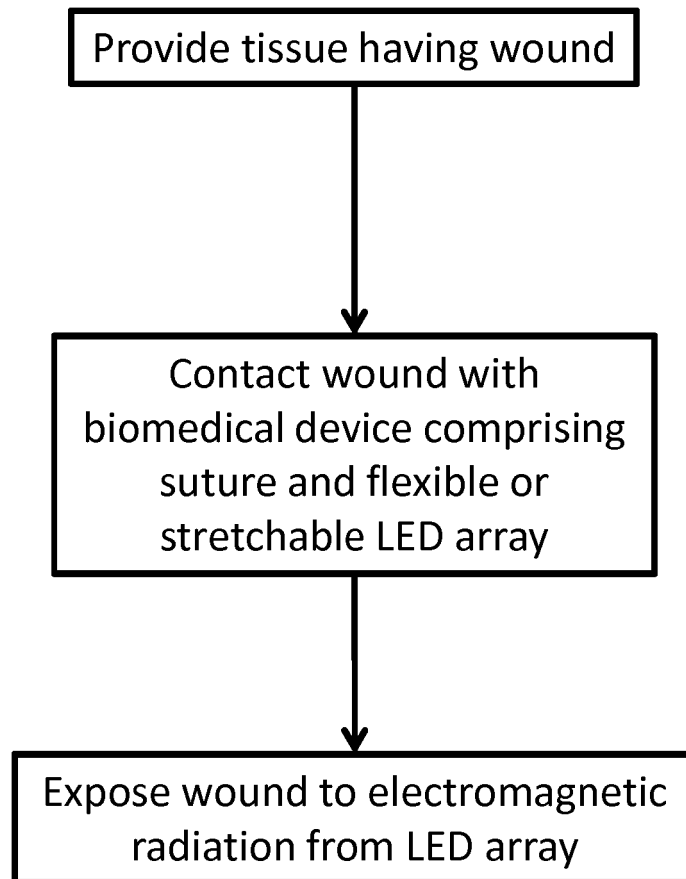 Provide tissue having wound
Contact wound with
biomedical device comprising
suture and flexible or
stretchable LED array
Expose wound to electromagnetic
radiation from LED array